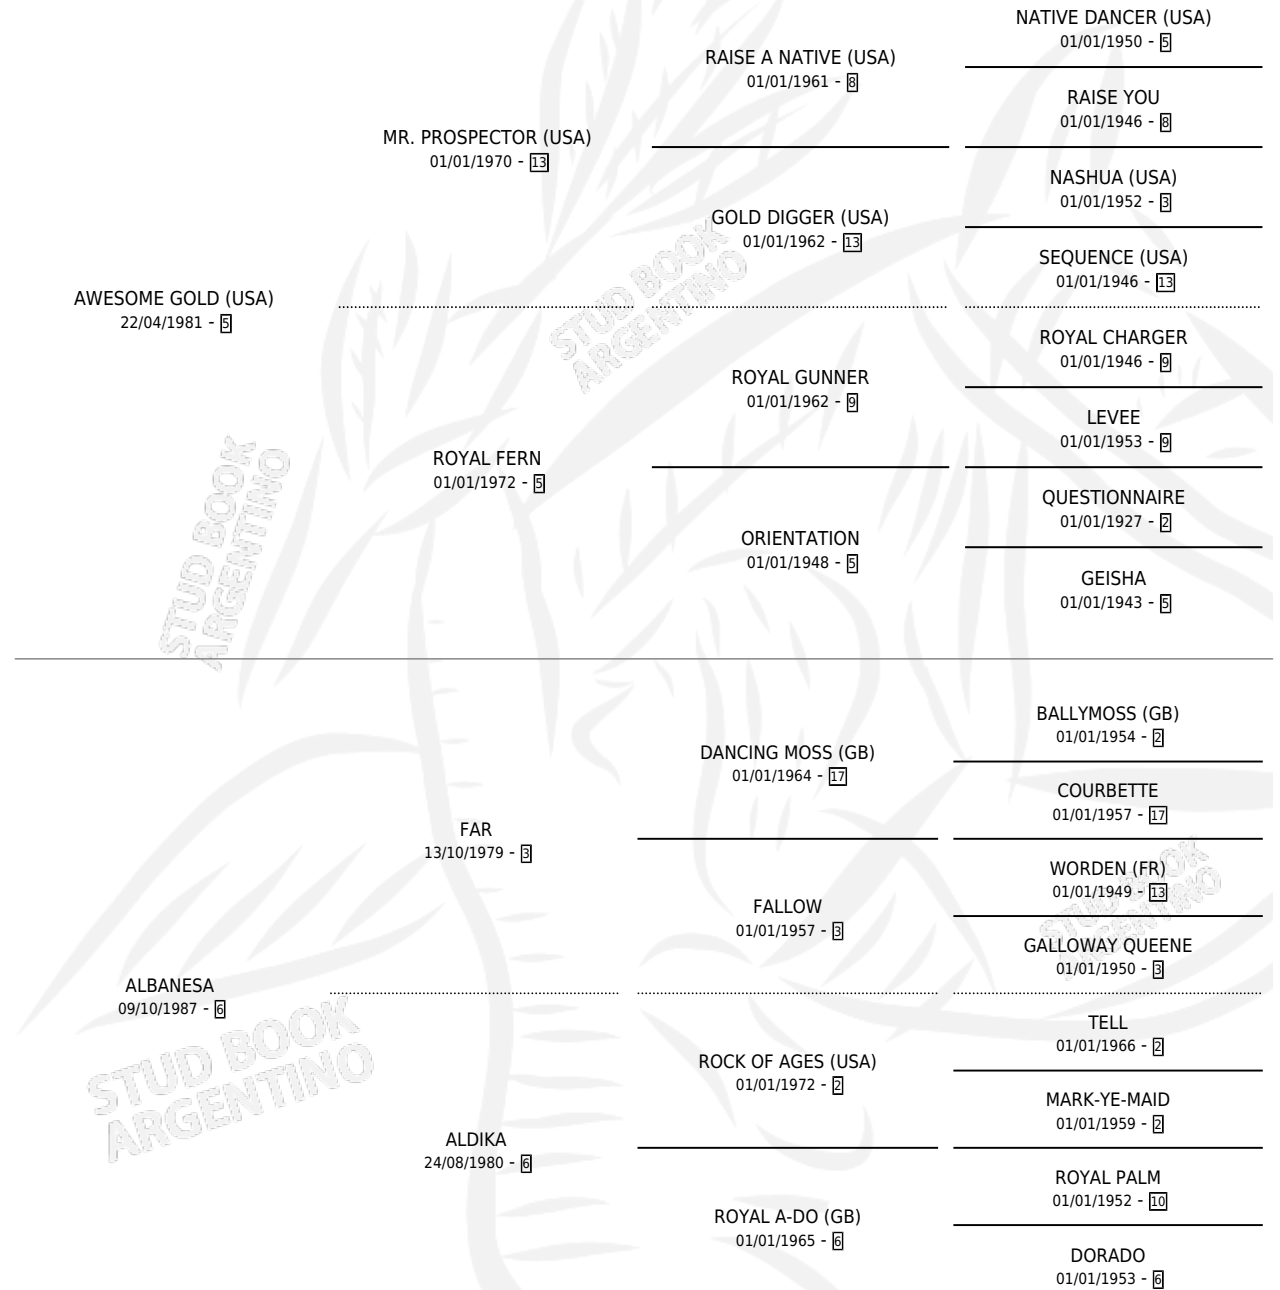 NATIVE DANCER (USA)
01/01/1950 - 5
RAISE A NATIVE (USA)
01/01/1961 - 8
RAISE YOU
01/01/1946 - 8
MR. PROSPECTOR (USA)
01/01/1970 - 13
NASHUA (USA)
01/01/1952 - 3
GOLD DIGGER (USA)
01/01/1962 - 13
SEQUENCE (USA)
01/01/1946 - 13
AWESOME GOLD (USA)
22/04/1981 - 5
ROYAL CHARGER
01/01/1946 - 9
ROYAL GUNNER
01/01/1962 - 9
LEVEE
01/01/1953 - 9
ROYAL FERN
01/01/1972 - 5
QUESTIONNAIRE
01/01/1927 - 2
ORIENTATION
01/01/1948 - 5
GEISHA
01/01/1943 - 5
BALLYMOSS (GB)
01/01/1954 - 2
DANCING MOSS (GB)
01/01/1964 - 17
COURBETTE
01/01/1957 - 17
FAR
13/10/1979 - 3
WORDEN (FR)
01/01/1949 - 13
FALLOW
01/01/1957 - 3
GALLOWAY QUEENE
01/01/1950 - 3
ALBANESA
09/10/1987 - 6
TELL
01/01/1966 - 2
ROCK OF AGES (USA)
01/01/1972 - 2
MARK-YE-MAID
01/01/1959 - 2
ALDIKA
24/08/1980 - 6
ROYAL PALM
01/01/1952 - 10
ROYAL A-DO (GB)
01/01/1965 - 6
DORADO
01/01/1953 - 6
STUD BOOK
ARGENTINO
STUD BOOK
ARGENTINO
STUD BOOK
ARGENTINO
STUD BOOK
ARGENTINO